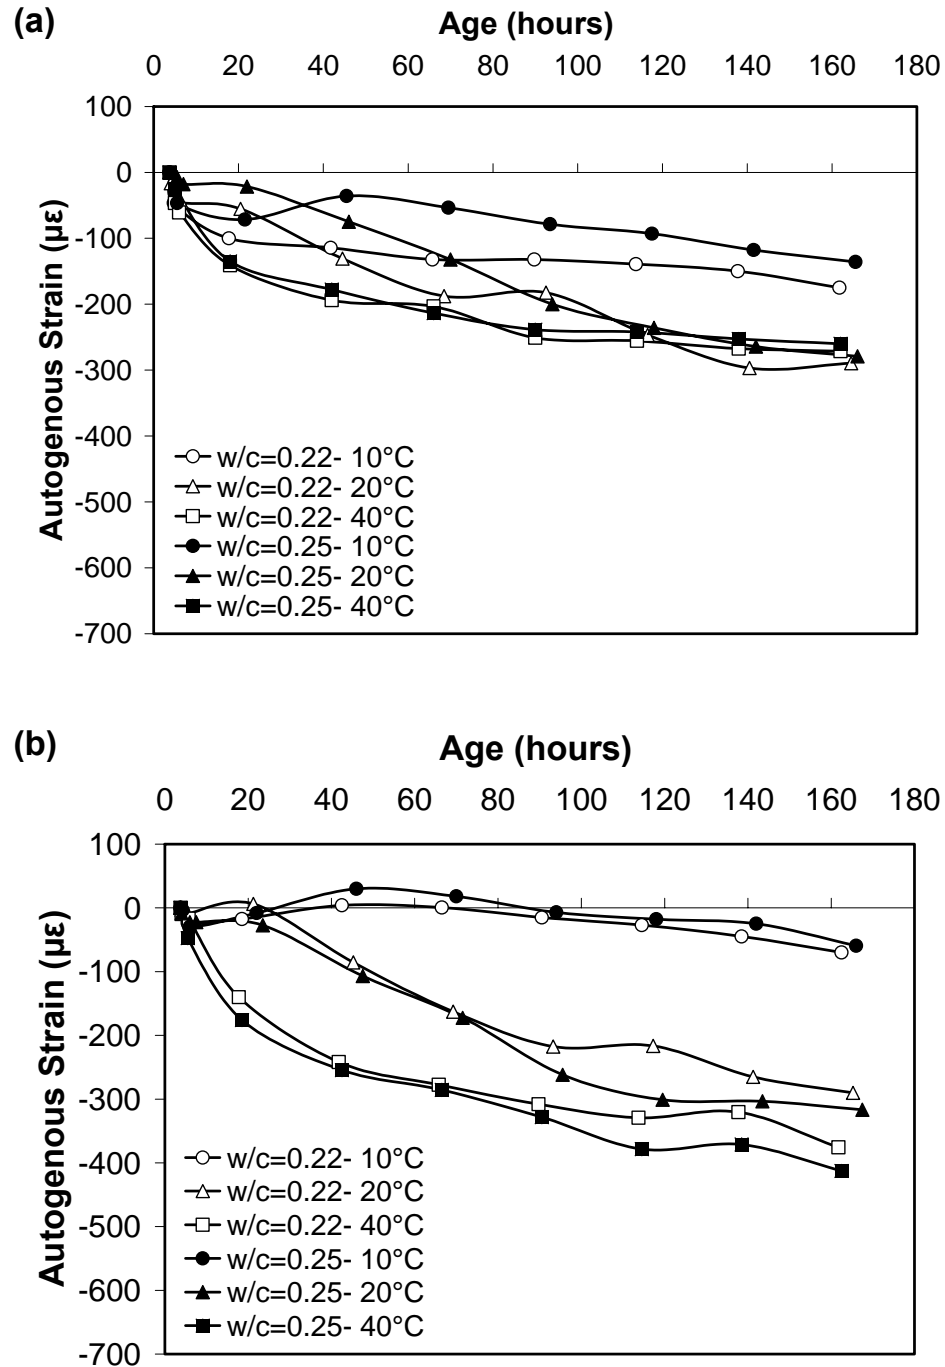 (a)
Age (hours)
0 20 40 60 80 100 120 140 160 180
100
0
-100
-200
-300
-400
-500
-600
-700
Autogenous Strain (µε)
w/c=0.22- 10°C
w/c=0.22- 20°C
w/c=0.22- 40°C
w/c=0.25- 10°C
w/c=0.25- 20°C
w/c=0.25- 40°C
(b)
Age (hours)
0 20 40 60 80 100 120 140 160 180
100
0
-100
-200
-300
-400
-500
-600
-700
Autogenous Strain (µε)
w/c=0.22- 10°C
w/c=0.22- 20°C
w/c=0.22- 40°C
w/c=0.25- 10°C
w/c=0.25- 20°C
w/c=0.25- 40°C